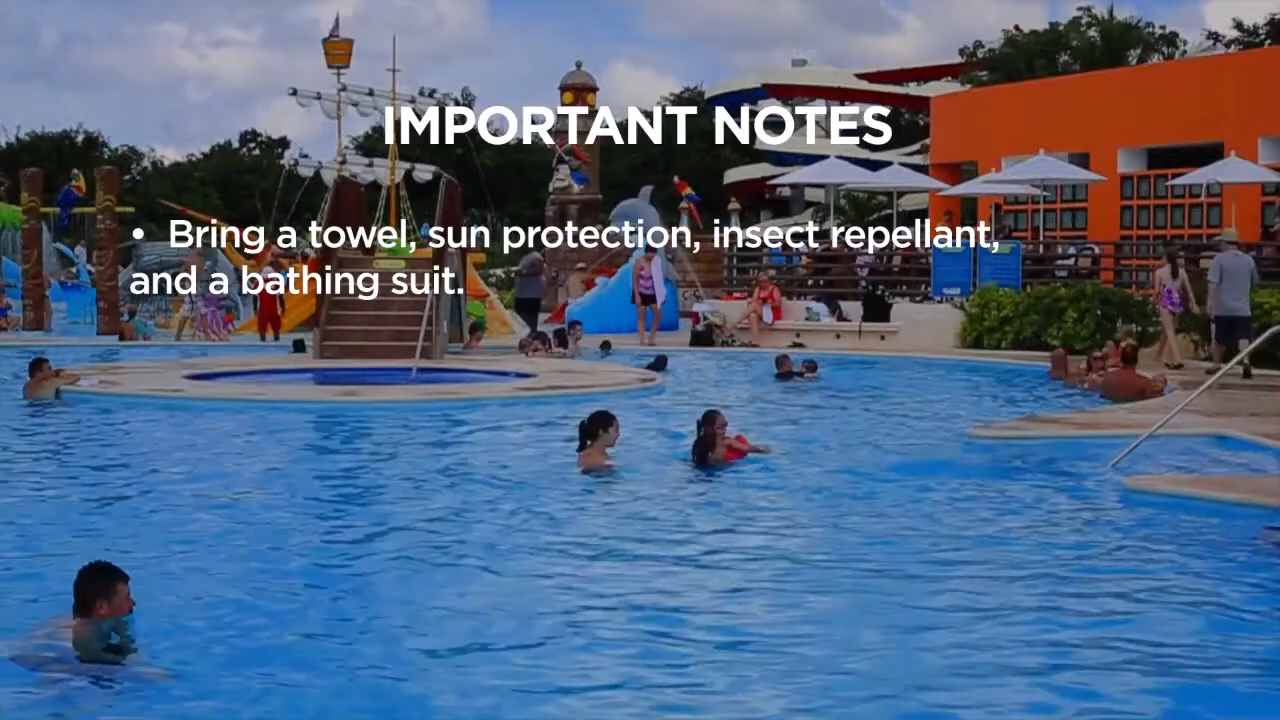 IMPORTANT NOTES
• Bring a towel, sun protection, insect repellant,
and a bathing suit.